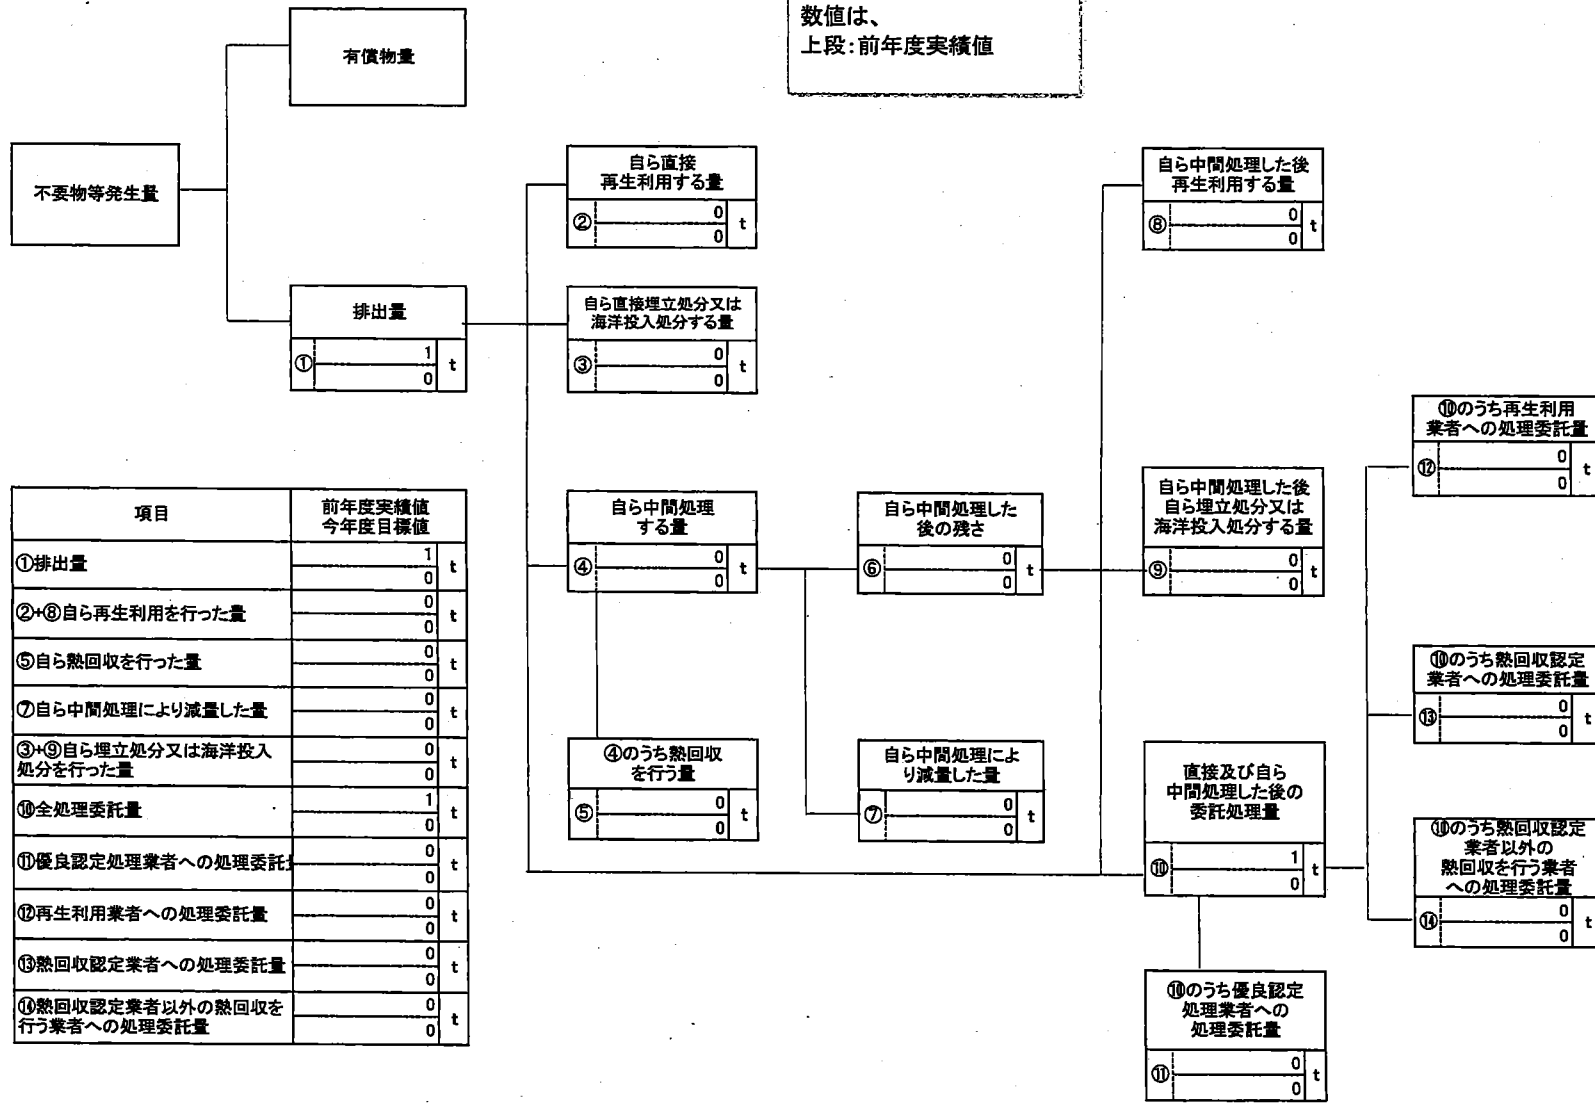 数値は、
上段:前年度実績値
有償物量
不要物等発生量
排出量
① 1 t
0
自ら直接
再生利用する量
② 0 t
0
自ら直接埋立処分又は
海洋投入処分する量
③ 0 t
0
自ら中間処理
する量
④ 0 t
0
④のうち熱回収
を行う量
⑤ 0 t
0
自ら中間処理した
後の残さ
⑥ 0 t
0
自ら中間処理によ
り減量した量
⑦ 0 t
0
自ら中間処理した後
再生利用する量
⑧ 0 t
0
自ら中間処理した後
自ら埋立処分又は
海洋投入処分する量
⑨ 0 t
0
直接及び自ら
中間処理した後の
委託処理量
⑩ 1 t
0
⑩のうち優良認定
処理業者への
処理委託量
⑪ 0 t
0
⑩のうち再生利用
業者への処理委託量
⑫ 0 t
0
⑩のうち熱回収認定
業者への処理委託量
⑬ 0 t
0
⑩のうち熱回収認定
業者以外の
熱回収を行う業者
への処理委託量
⑭ 0 t
0
項目 前年度実績値
今年度目標値
①排出量 1 t
0
②+⑧自ら再生利用を行った量 0 t
0
⑤自ら熱回収を行った量 0 t
0
⑦自ら中間処理により減量した量 0 t
0
③+⑨自ら埋立処分又は海洋投入
処分を行った量 0 t
0
⑩全処理委託量 1 t
0
⑪優良認定処理業者への処理委託 0 t
0
⑫再生利用業者への処理委託量 0 t
0
⑬熱回収認定業者への処理委託量 0 t
0
⑭熱回収認定業者以外の熱回収を
行う業者への処理委託量 0 t
0